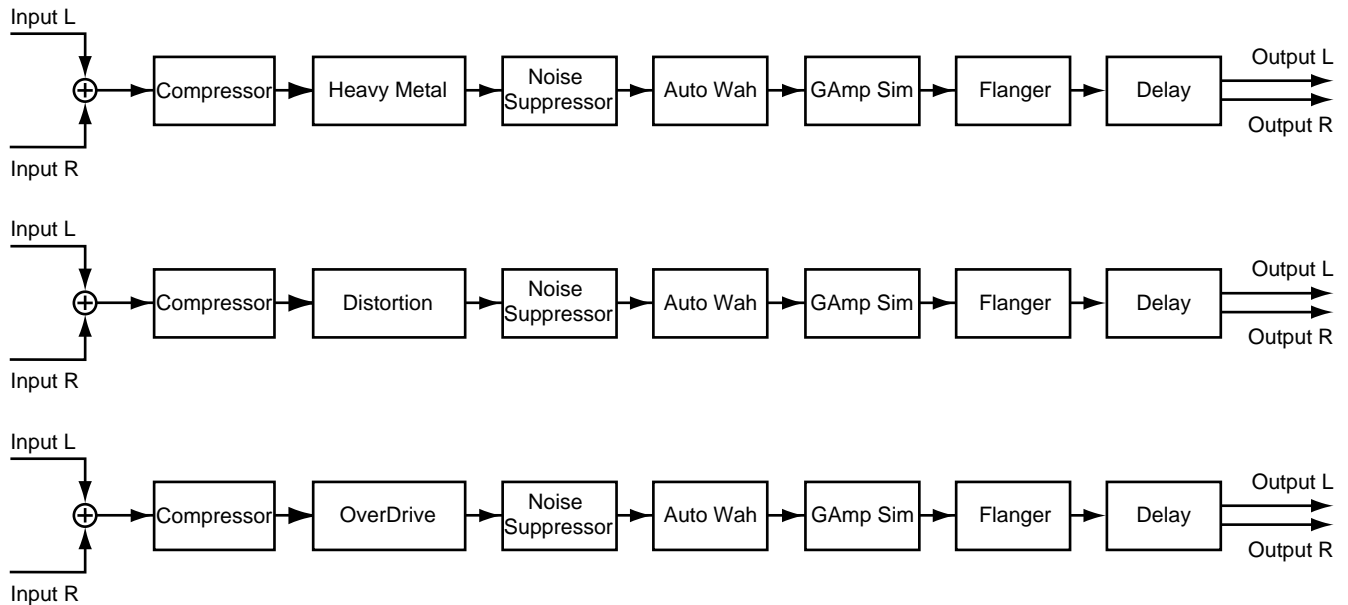 Input L
Compressor
Heavy Metal
Noise
Suppressor
Auto Wah
GAmp Sim
Flanger
Delay
Output L
Output R
Input R
Input L
Compressor
Distortion
Noise
Suppressor
Auto Wah
GAmp Sim
Flanger
Delay
Output L
Output R
Input R
Input L
Compressor
OverDrive
Noise
Suppressor
Auto Wah
GAmp Sim
Flanger
Delay
Output L
Output R
Input R